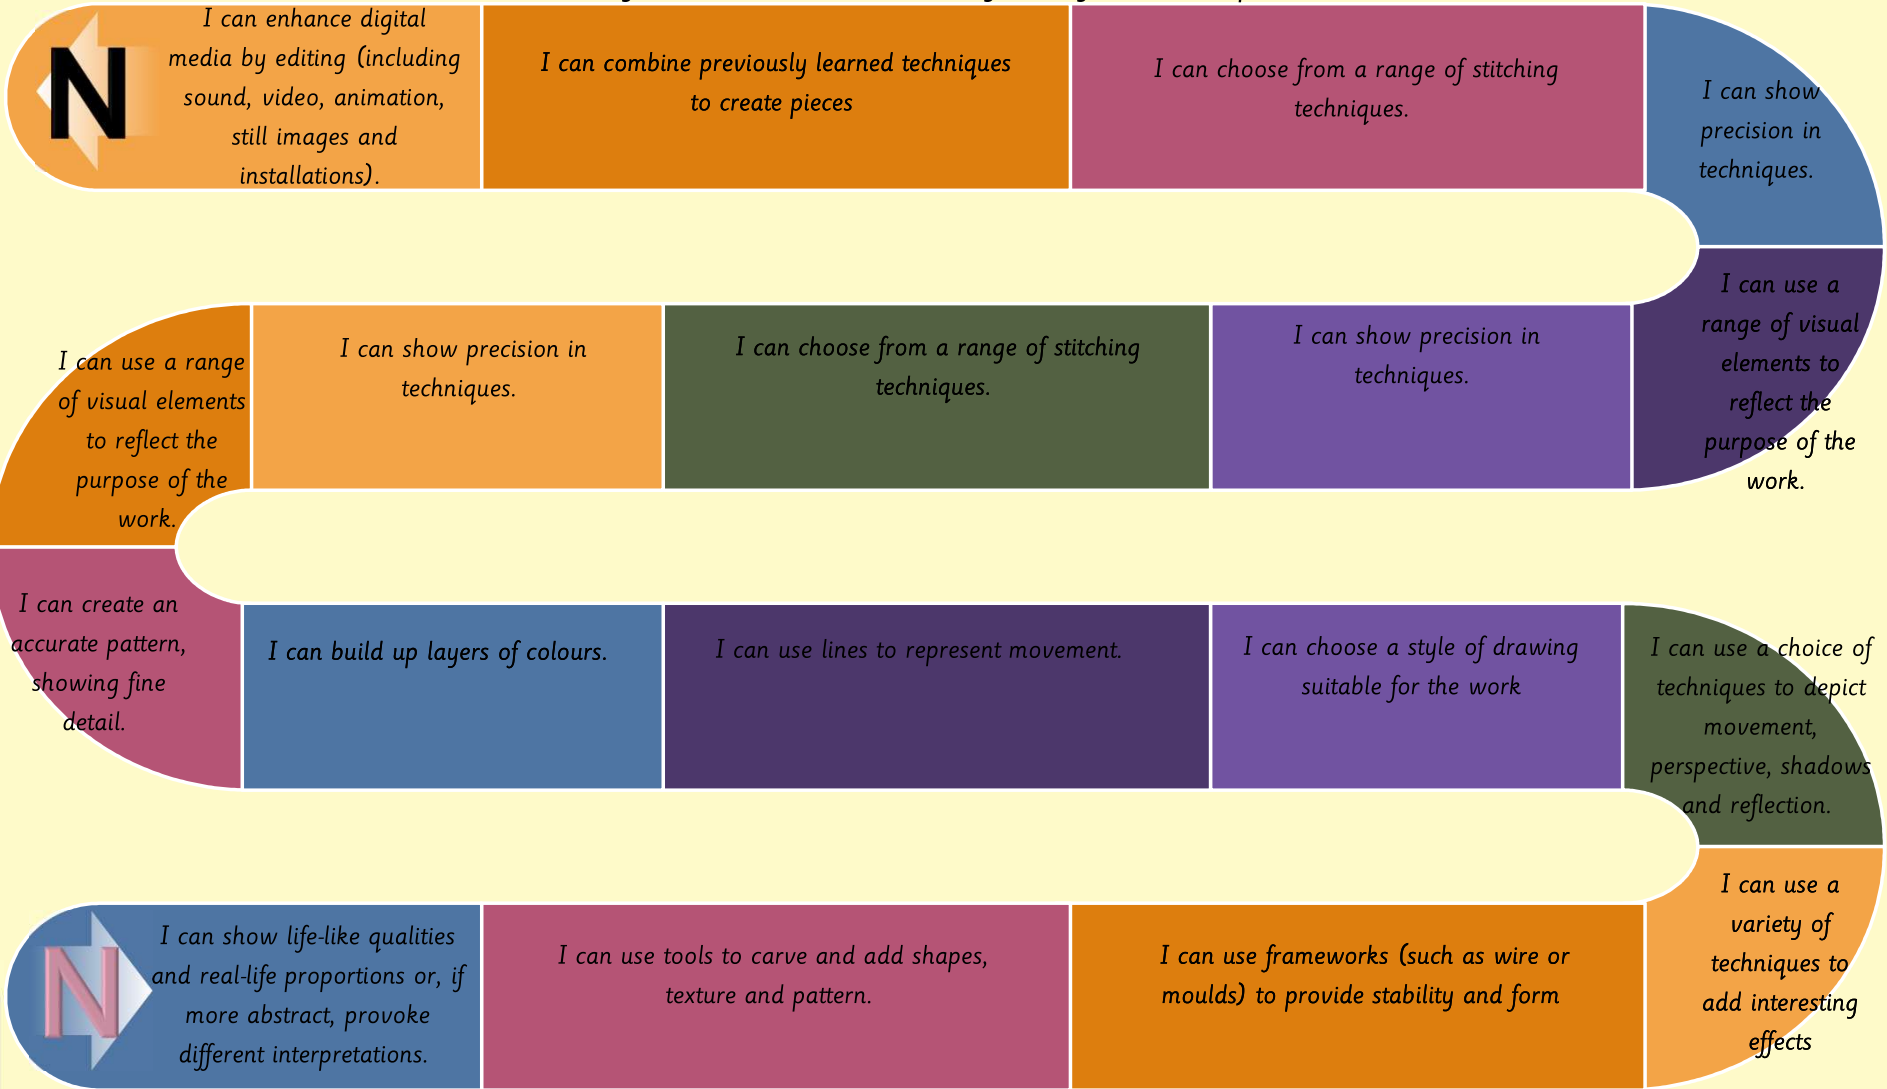 N
I can enhance digital
media by editing (including
sound, video, animation,
still images and
installations).
I can combine previously learned techniques
to create pieces
I can choose from a range of stitching
techniques.
I can show
precision in
techniques.
I can use a range
of visual elements
to reflect the
purpose of the
work.
I can show precision in
techniques.
I can choose from a range of stitching
techniques.
I can show precision in
techniques.
I can use a
range of visual
elements to
reflect the
purpose of the
work.
I can create an
accurate pattern,
showing fine
detail.
I can build up layers of colours.
I can use lines to represent movement.
I can choose a style of drawing
suitable for the work
I can use a choice of
techniques to depict
movement,
perspective, shadows
and reflection.
N
I can show life-like qualities
and real-life proportions or, if
more abstract, provoke
different interpretations.
I can use tools to carve and add shapes,
texture and pattern.
I can use frameworks (such as wire or
moulds) to provide stability and form
I can use a
variety of
techniques to
add interesting
effects